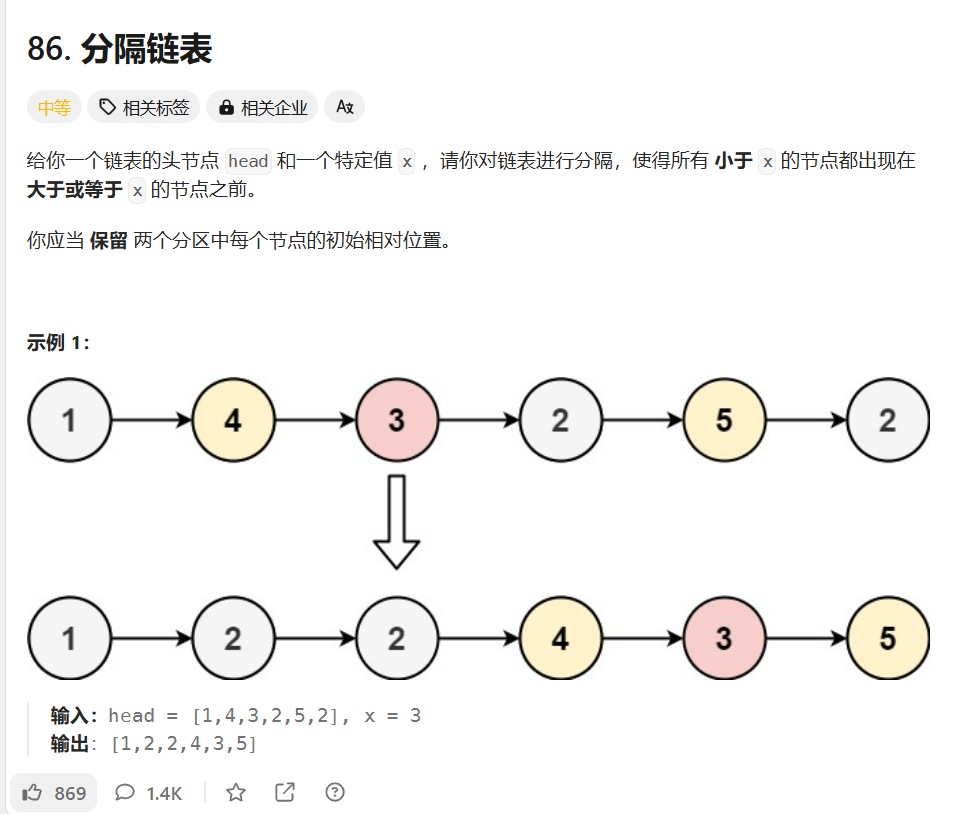 86. 分隔链表
中等 相关标签 相关企业 A文
给你一个链表的头节点 head 和一个特定值 x ，请你对链表进行分隔，使得所有 小于 x 的节点都出现在
大于或等于 x 的节点之前。
你应当 保留 两个分区中每个节点的初始相对位置。
示例 1：
1 4 3 2 5 2
1 2 2 4 3 5
输入：head = [1,4,3,2,5,2], x = 3
输出：[1,2,2,4,3,5]
869 1.4K